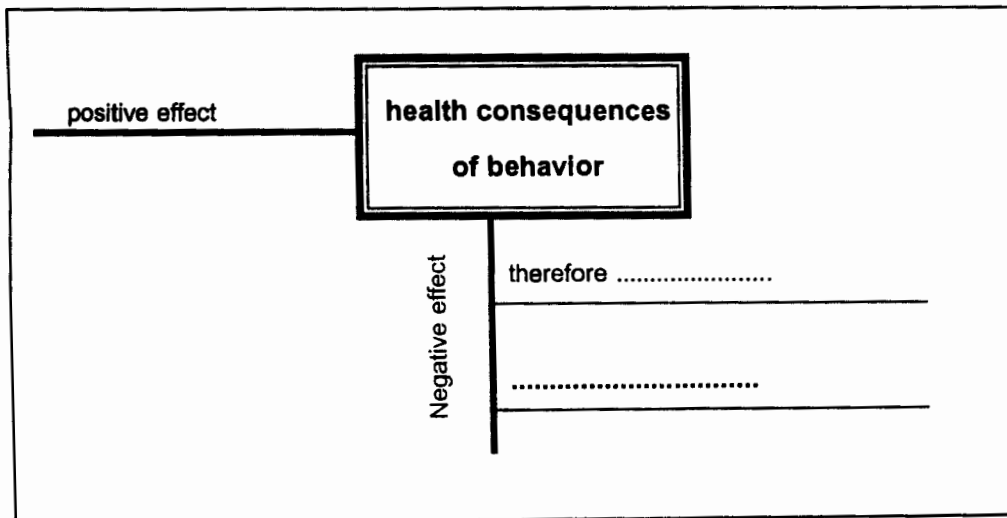 positive effect
health consequences
of behavior
Negative effect
therefore ......................
................................